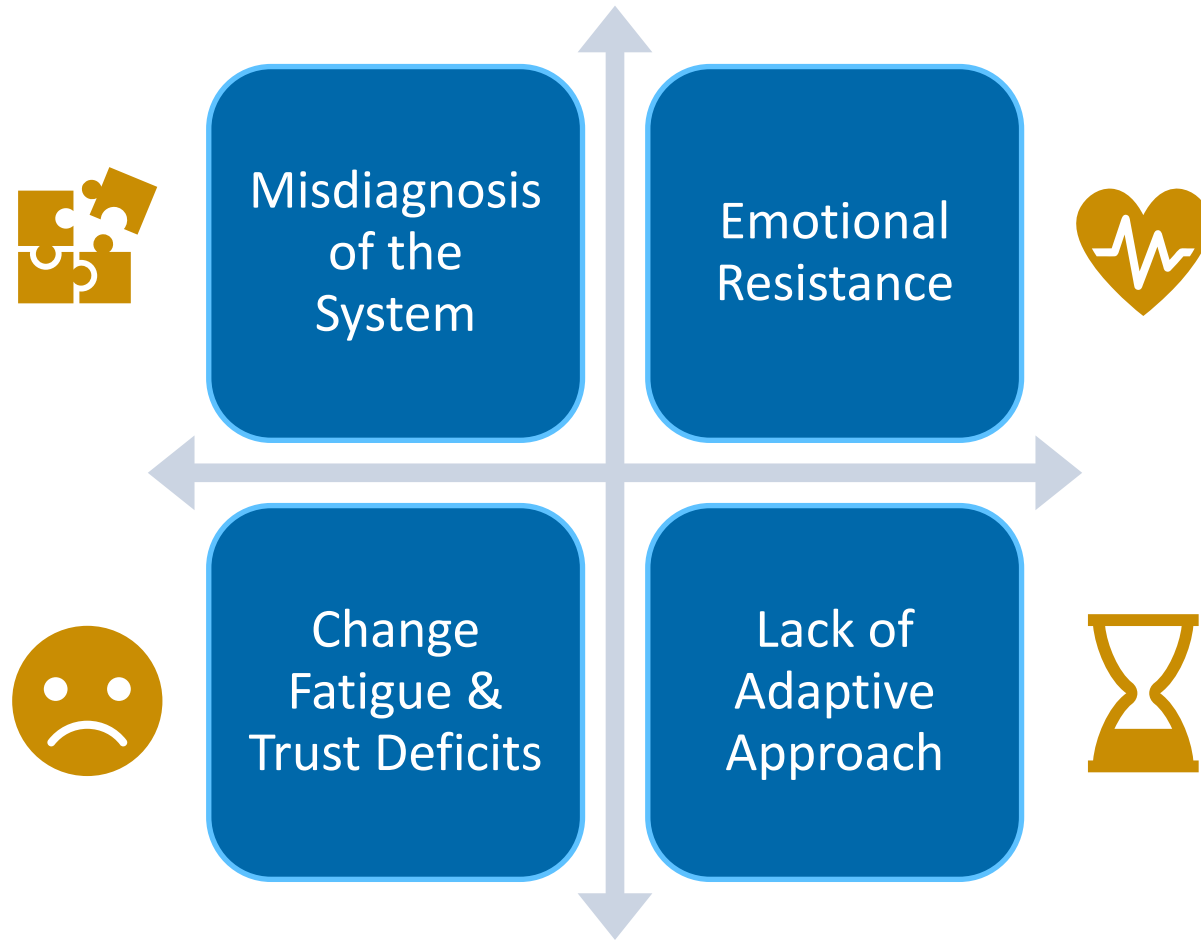 Misdiagnosis
of the
System
Emotional
Resistance
Change
Fatigue &
Trust Deficits
Lack of
Adaptive
Approach